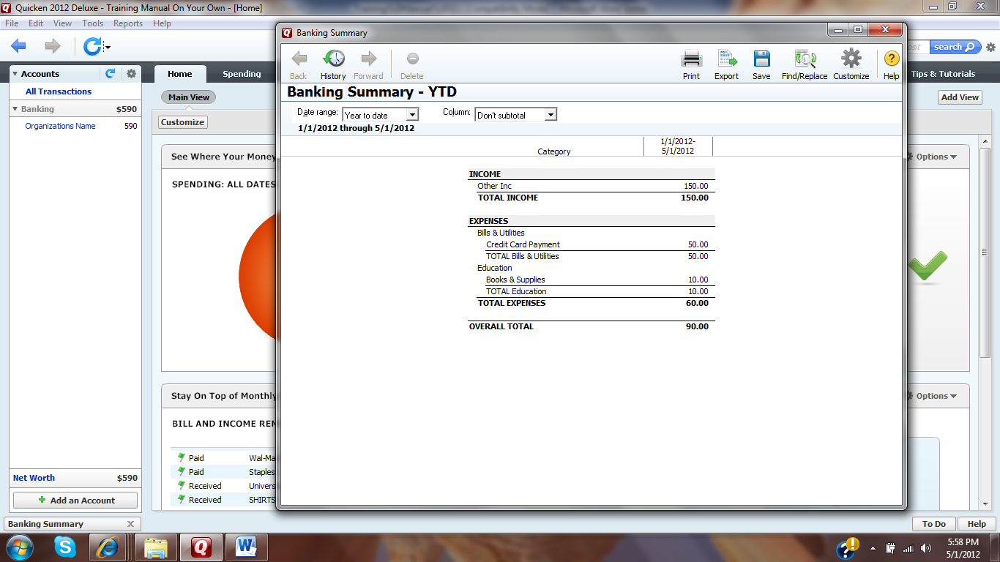 Quicken 2012 Deluxe - Training Manual On Your Own - [Home]
File Edit View Tools Reports Help
search
Accounts
All Transactions
Banking $590
Organizations Name 590
Net Worth $590
Add an Account
Home Spending Tips & Tutorials
Main View Add View
Customize
See Where Your Money Options
SPENDING: ALL DATES
Stay On Top of Monthly Options
BILL AND INCOME REM
Paid Wal-Ma
Paid Staples
Received Univers
Received SHIRTS
Banking Summary
Back History Forward Delete Print Export Save Find/Replace Customize Help
Banking Summary - YTD
Date range: Year to date Column: Don't subtotal
1/1/2012 through 5/1/2012
1/1/2012-
Category 5/1/2012
INCOME
Other Inc 150.00
TOTAL INCOME 150.00
EXPENSES
Bills & Utilities
Credit Card Payment 50.00
TOTAL Bills & Utilities 50.00
Education
Books & Supplies 10.00
TOTAL Education 10.00
TOTAL EXPENSES 60.00
OVERALL TOTAL 90.00
Banking Summary To Do Help
5:58 PM
5/1/2012